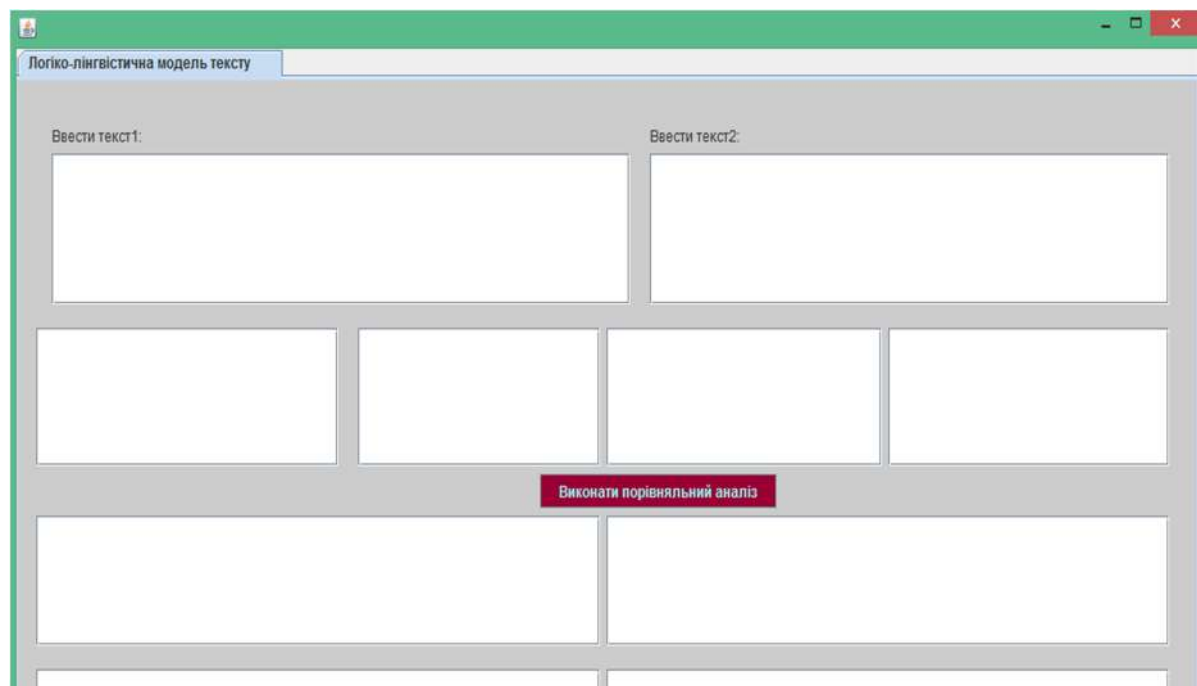 Логіко-лінгвістична модель тексту
Ввести текст1:
Ввести текст2:
Виконати порівняльний аналіз